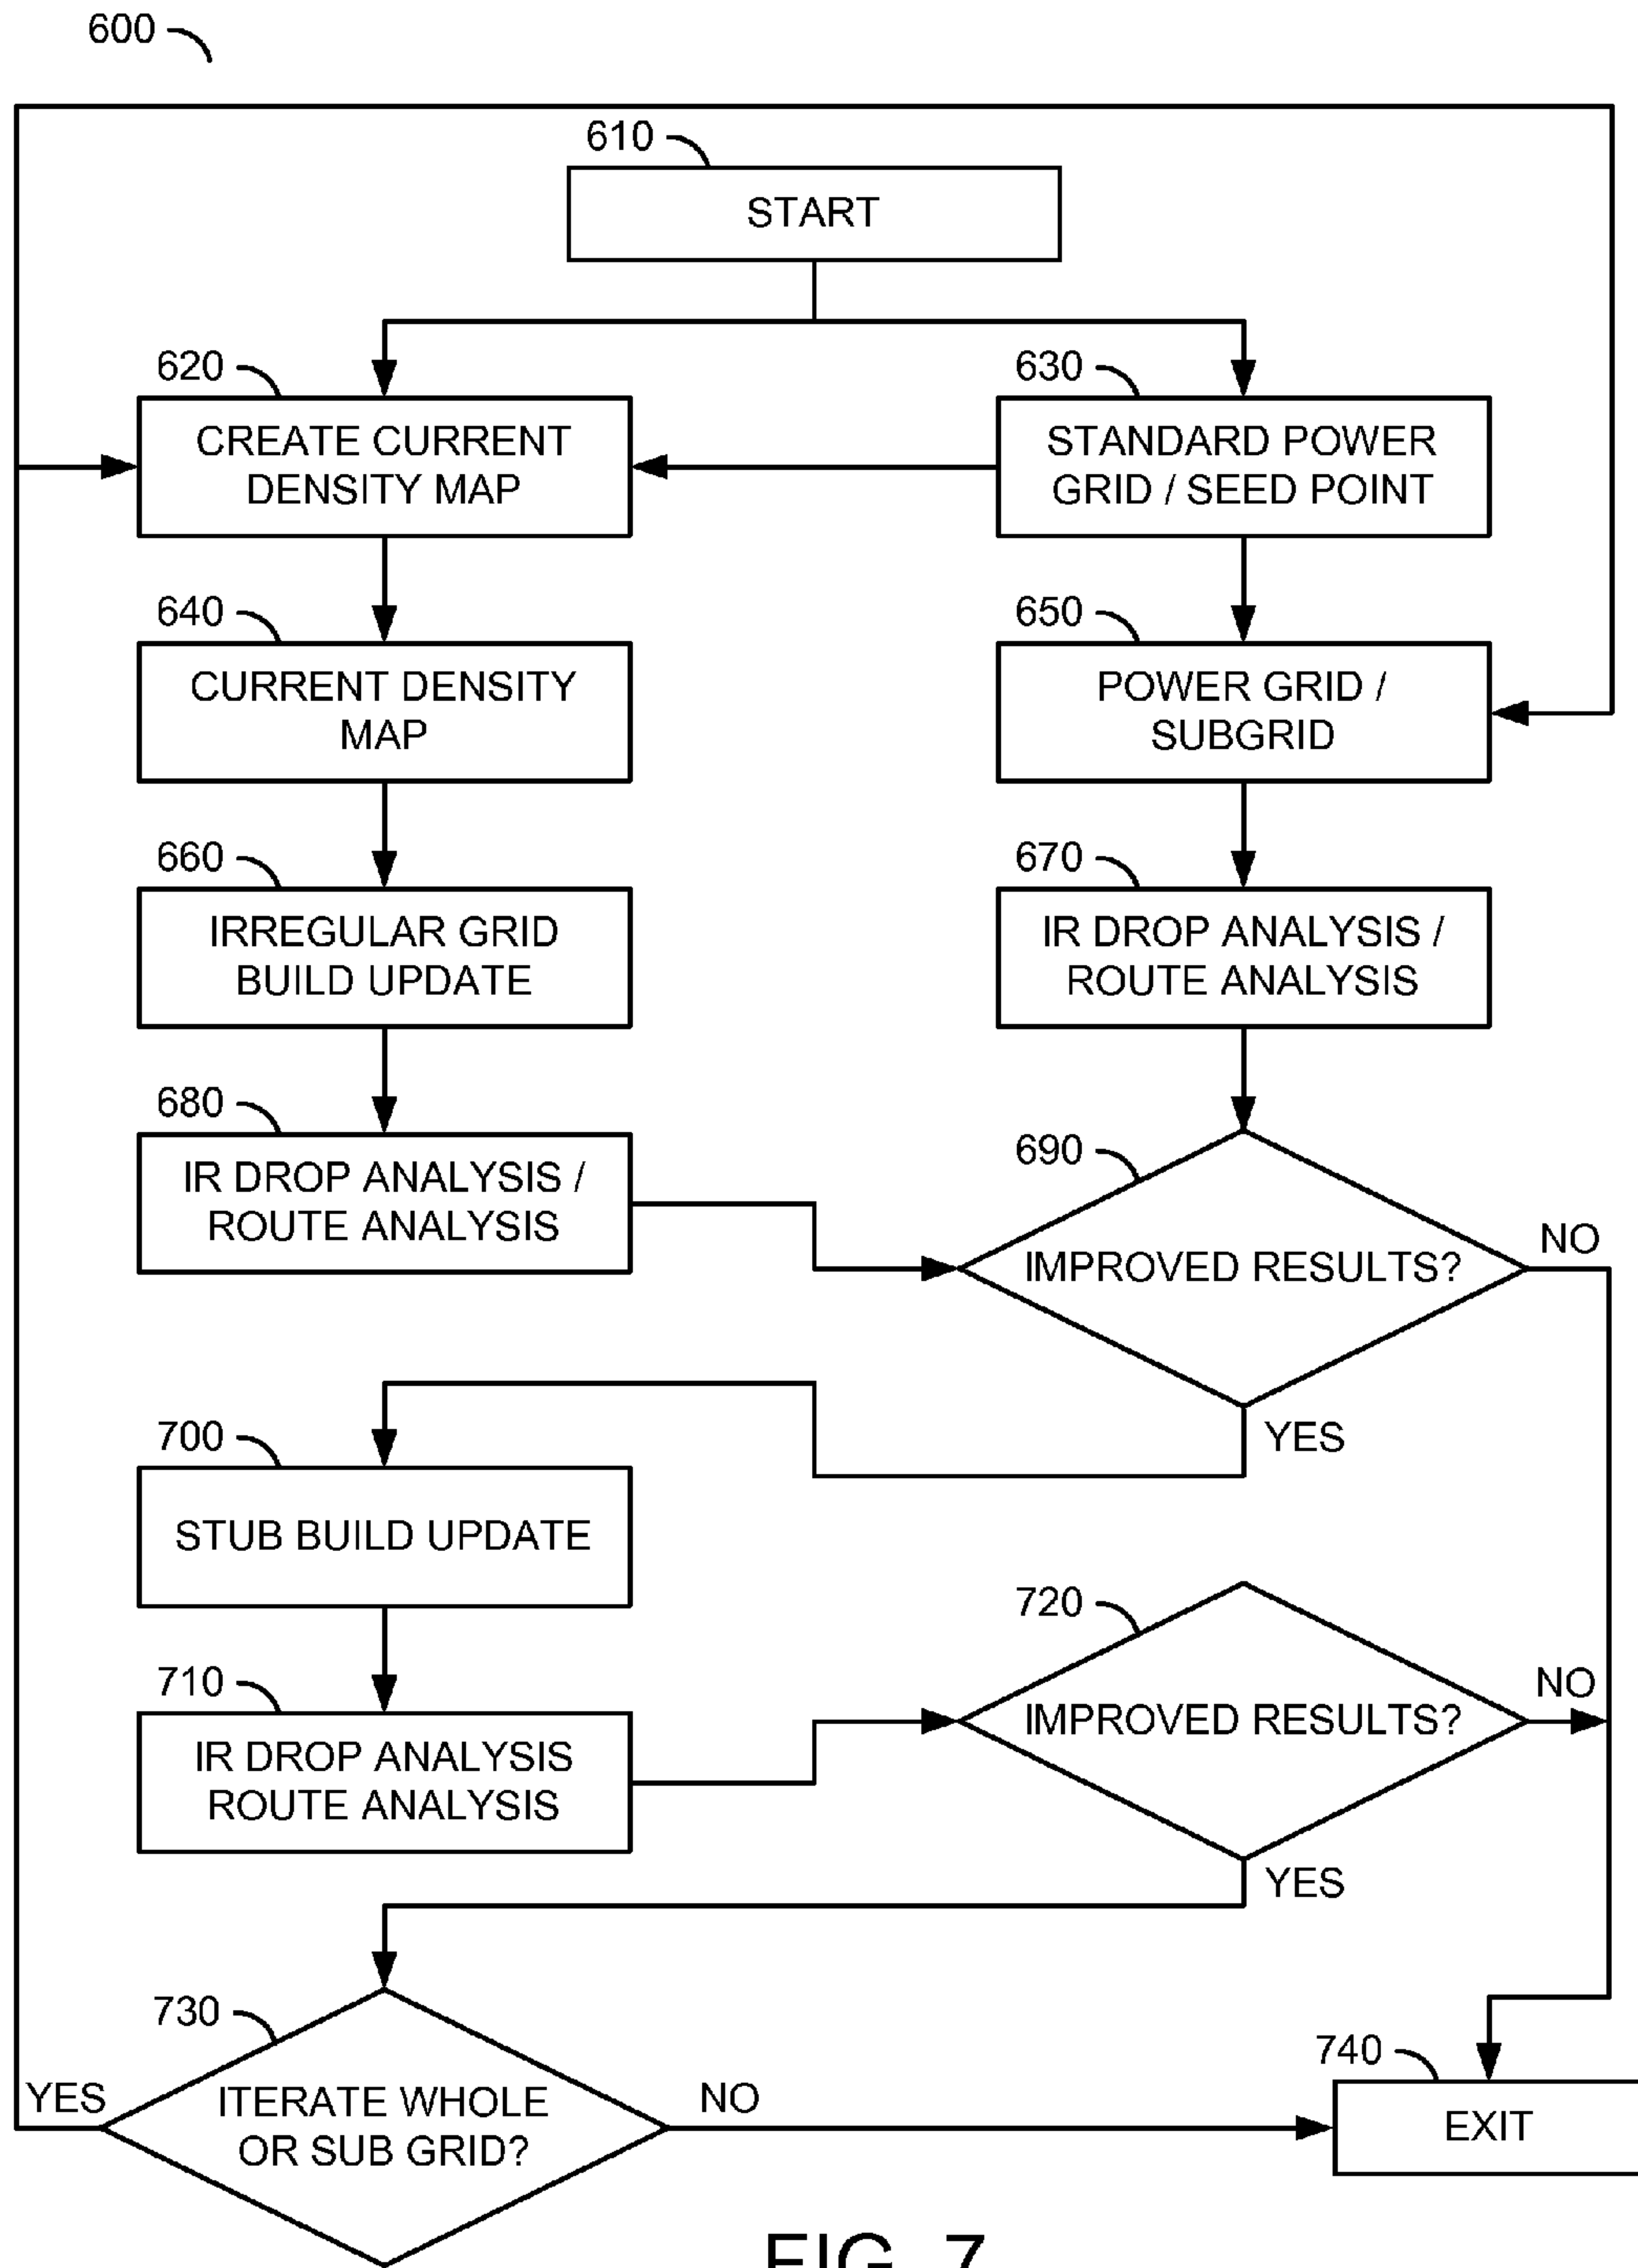 600
610
START
620
630
CREATE CURRENT
DENSITY MAP
STANDARD POWER
GRID / SEED POINT
640
650
CURRENT DENSITY
MAP
POWER GRID /
SUBGRID
660
670
IRREGULAR GRID
BUILD UPDATE
IR DROP ANALYSIS /
ROUTE ANALYSIS
680
690
IR DROP ANALYSIS /
ROUTE ANALYSIS
IMPROVED RESULTS?
NO
YES
700
STUB BUILD UPDATE
710
720
IR DROP ANALYSIS
ROUTE ANALYSIS
IMPROVED RESULTS?
NO
YES
730
740
YES
ITERATE WHOLE
OR SUB GRID?
NO
EXIT
FIG. 7